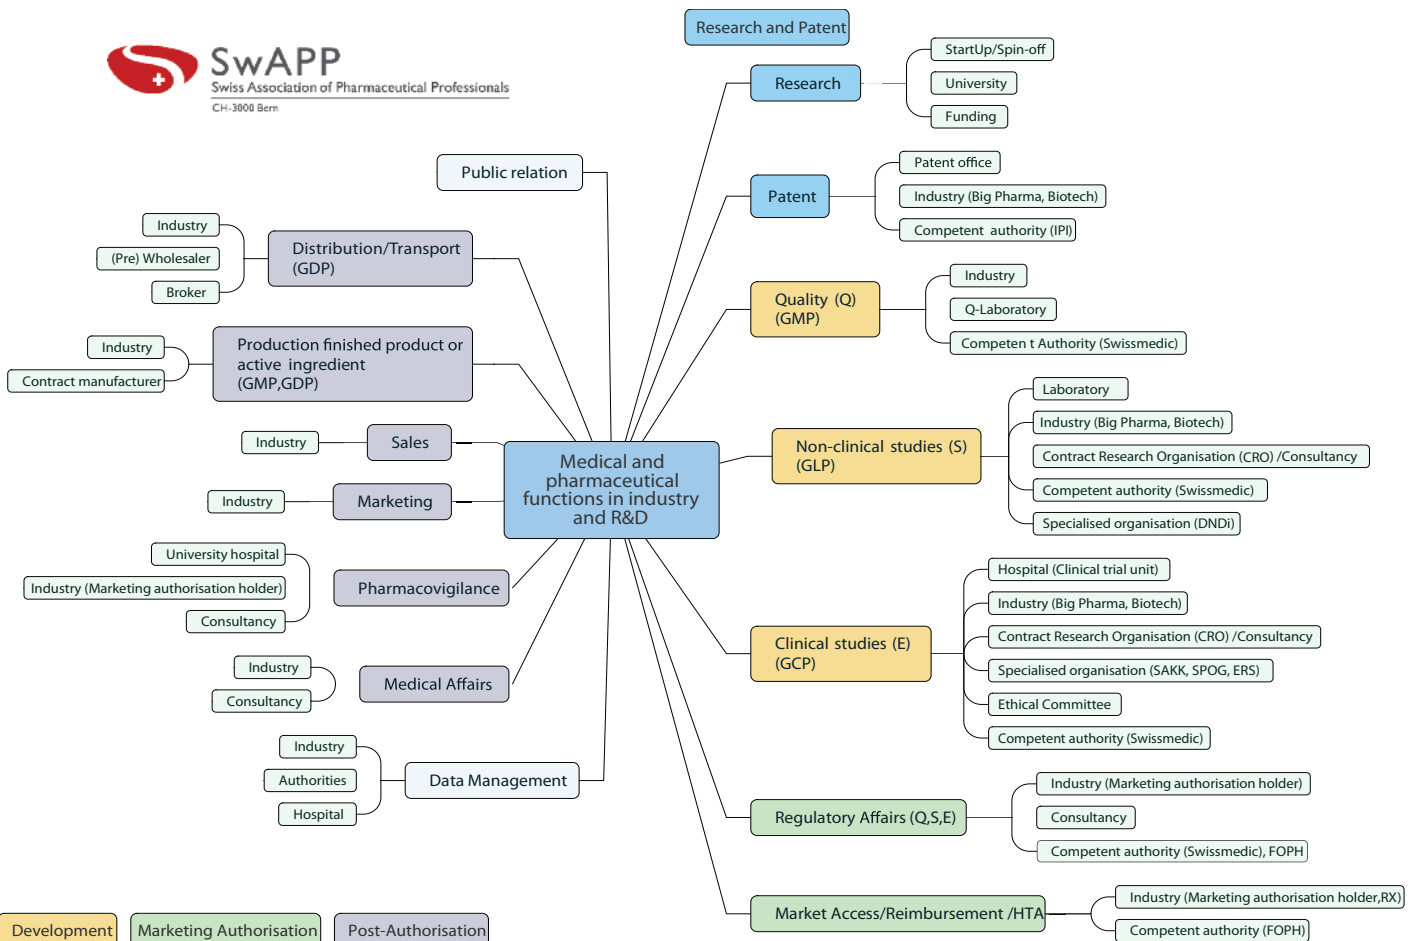 SwAPP
Swiss Association of Pharmaceutical Professionals
CH-3000 Bern
Research and Patent
Research
StartUp/Spin-off
University
Funding
Patent
Patent office
Industry (Big Pharma, Biotech)
Competent authority (IPI)
Quality (Q)
(GMP)
Industry
Q-Laboratory
Competen t Authority (Swissmedic)
Non-clinical studies (S)
(GLP)
Laboratory
Industry (Big Pharma, Biotech)
Contract Research Organisation (CRO) /Consultancy
Competent authority (Swissmedic)
Specialised organisation (DNDi)
Clinical studies (E)
(GCP)
Hospital (Clinical trial unit)
Industry (Big Pharma, Biotech)
Contract Research Organisation (CRO) /Consultancy
Specialised organisation (SAKK, SPOG, ERS)
Ethical Committee
Competent authority (Swissmedic)
Regulatory Affairs (Q,S,E)
Industry (Marketing authorisation holder)
Consultancy
Competent authority (Swissmedic), FOPH
Market Access/Reimbursement /HTA
Industry (Marketing authorisation holder,RX)
Competent authority (FOPH)
Medical and
pharmaceutical
functions in industry
and R&D
Public relation
Distribution/Transport
(GDP)
Industry
(Pre) Wholesaler
Broker
Production finished product or
active ingredient
(GMP,GDP)
Industry
Contract manufacturer
Sales
Industry
Marketing
Industry
Pharmacovigilance
University hospital
Industry (Marketing authorisation holder)
Consultancy
Medical Affairs
Industry
Consultancy
Data Management
Industry
Authorities
Hospital
Development
Marketing Authorisation
Post-Authorisation